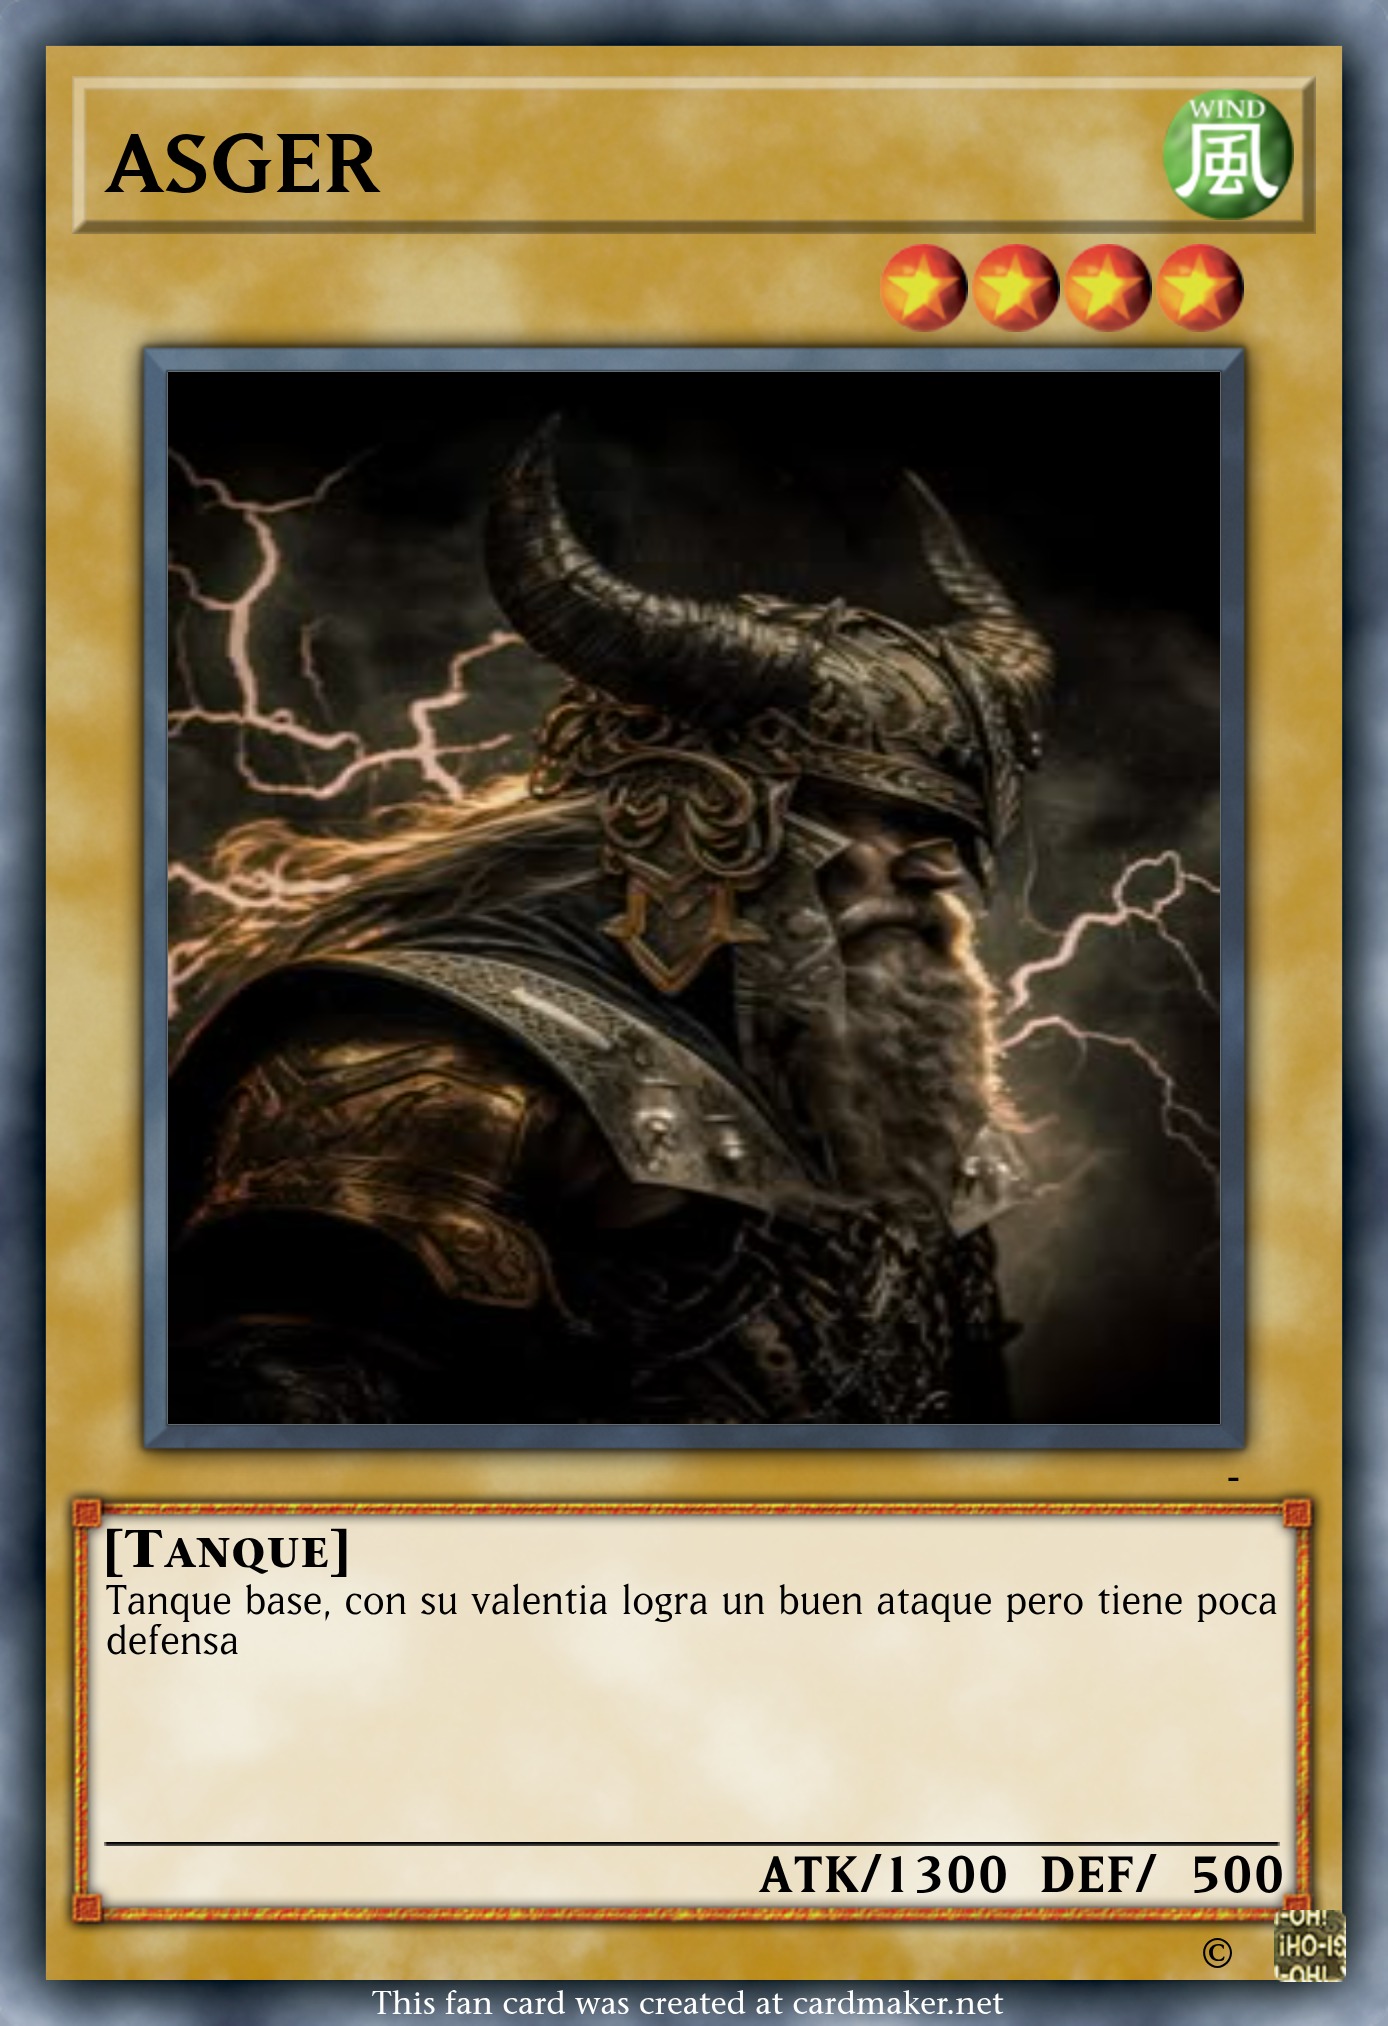 ASGER
WIND
風
-
[TANQUE]
Tanque base, con su valentia logra un buen ataque pero tiene poca
defensa
ATK/1300 DEF/ 500
©
This fan card was created at cardmaker.net